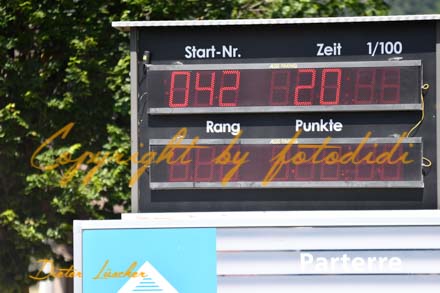 Start-Nr. Zeit 1/100
042 20
Rang Punkte
Copyright by fotodidi
Parterre
Dieter Lüscher